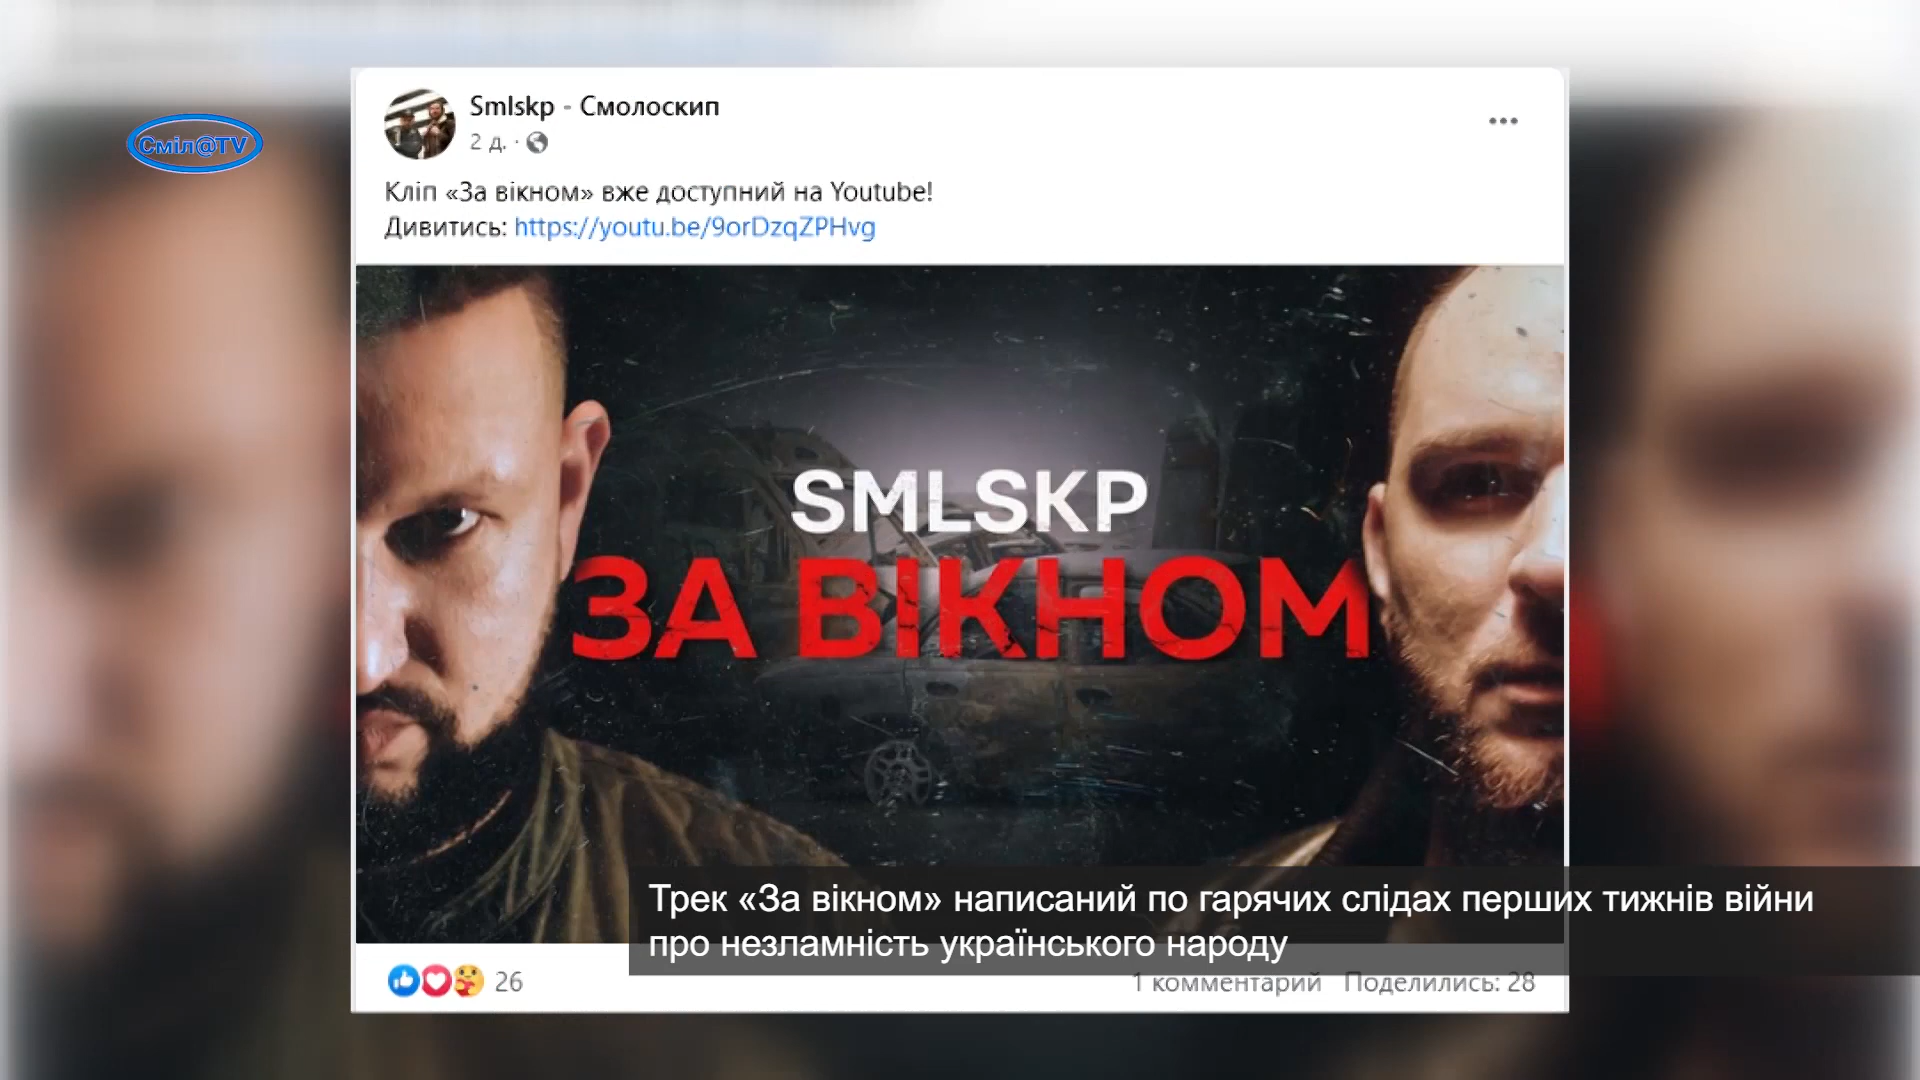 Сміл@TV
Smlskp - Смолоскип
2 д. ·
Кліп «За вікном» вже доступний на Youtube!
Дивитись: https://youtu.be/9orDzqZPHvg
SMLSKP
ЗА ВІКНОМ
Трек «За вікном» написаний по гарячих слідах перших тижнів війни
про незламність українського народу
26
1 комментарий Поделились: 28